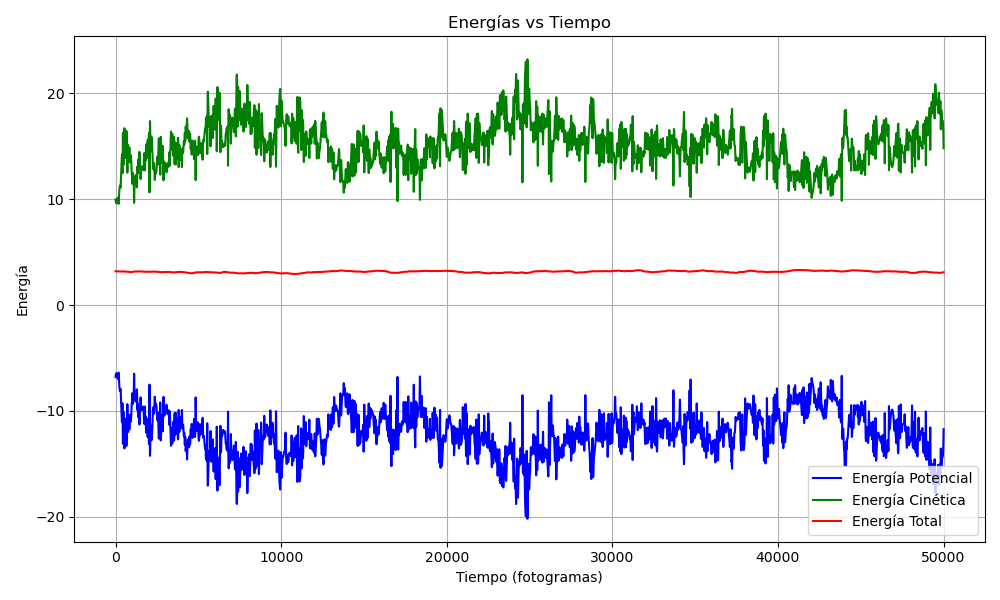 Energías vs Tiempo
20
10
0
−10
−20
Energía
0
10000
20000
30000
40000
50000
Tiempo (fotogramas)
Energía Potencial
Energía Cinética
Energía Total